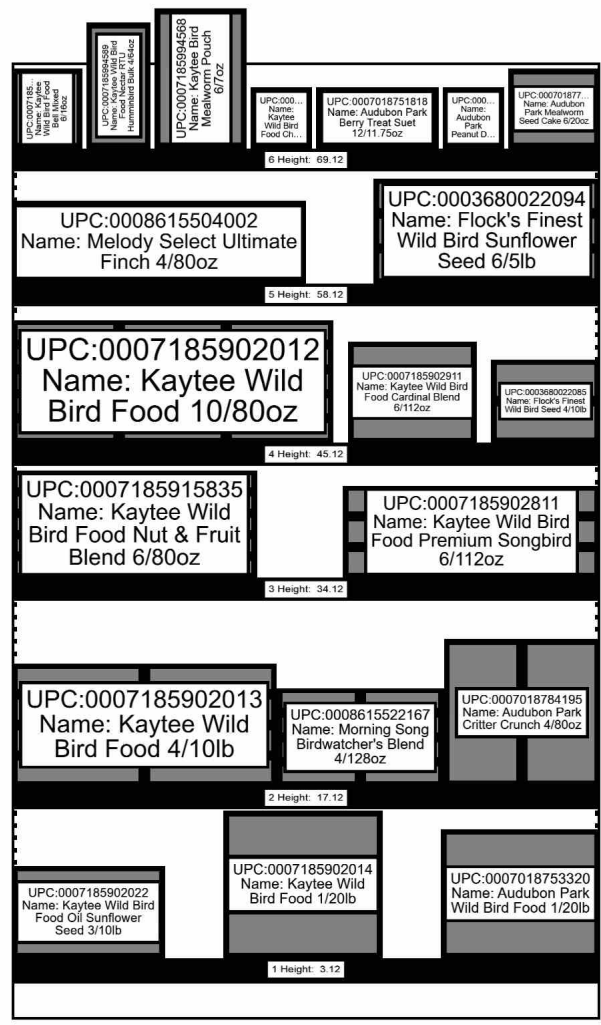 UPC:0007185...
Name: Kaytee
Wild Bird Food
Bell Mixed
6/16oz
UPC:0007185994589
Name: Kaytee Wild Bird
Food Nectar RTU
Humminbird Bulk 4/64oz
UPC:0007185994568
Name: Kaytee Bird
Mealworm Pouch
6/7oz
UPC:000...
Name:
Kaytee
Wild Bird
Food Ch...
UPC:0007018751818
Name: Audubon Park
Berry Treat Suet
12/11.75oz
UPC:000...
Name:
Audubon
Park
Peanut D...
UPC:000701877...
Name: Audubon
Park Mealworm
Seed Cake 6/20oz
6 Height: 69.12
UPC:0008615504002
Name: Melody Select Ultimate
Finch 4/80oz
UPC:0003680022094
Name: Flock's Finest
Wild Bird Sunflower
Seed 6/5lb
5 Height: 58.12
UPC:0007185902012
Name: Kaytee Wild
Bird Food 10/80oz
UPC:0007185902911
Name: Kaytee Wild Bird
Food Cardinal Blend
6/112oz
UPC:0003680022085
Name: Flock's Finest
Wild Bird Seed 4/10lb
4 Height: 45.12
UPC:0007185915835
Name: Kaytee Wild
Bird Food Nut & Fruit
Blend 6/80oz
UPC:0007185902811
Name: Kaytee Wild Bird
Food Premium Songbird
6/112oz
3 Height: 34.12
UPC:0007185902013
Name: Kaytee Wild
Bird Food 4/10lb
UPC:0008615522167
Name: Morning Song
Birdwatcher's Blend
4/128oz
UPC:0007018784195
Name: Audubon Park
Critter Crunch 4/80oz
2 Height: 17.12
UPC:0007185902022
Name: Kaytee Wild Bird
Food Oil Sunflower
Seed 3/10lb
UPC:0007185902014
Name: Kaytee Wild
Bird Food 1/20lb
UPC:0007018753320
Name: Audubon Park
Wild Bird Food 1/20lb
1 Height: 3.12